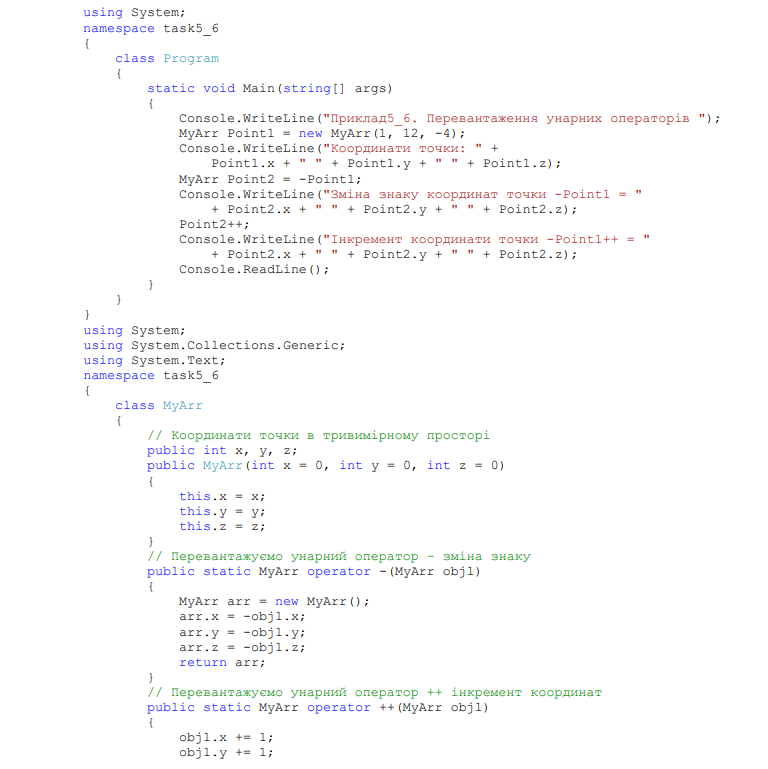 using System;
namespace task5_6
{
    class Program
    {
        static void Main(string[] args)
        {
            Console.WriteLine("Приклад5_6. Перевантаження унарних операторів ");
            MyArr Point1 = new MyArr(1, 12, -4);
            Console.WriteLine("Координати точки: " +
                Point1.x + " " + Point1.y + " " + Point1.z);
            MyArr Point2 = -Point1;
            Console.WriteLine("Зміна знаку координат точки -Point1 = "
                + Point2.x + " " + Point2.y + " " + Point2.z);
            Point2++;
            Console.WriteLine("Інкремент координати точки -Point1++ = "
                + Point2.x + " " + Point2.y + " " + Point2.z);
            Console.ReadLine();
        }
    }
}
using System;
using System.Collections.Generic;
using System.Text;
namespace task5_6
{
    class MyArr
    {
        // Координати точки в тривимірному просторі
        public int x, y, z;
        public MyArr(int x = 0, int y = 0, int z = 0)
        {
            this.x = x;
            this.y = y;
            this.z = z;
        }
        // Перевантажуємо унарний оператор – зміна знаку
        public static MyArr operator -(MyArr obj1)
        {
            MyArr arr = new MyArr();
            arr.x = -obj1.x;
            arr.y = -obj1.y;
            arr.z = -obj1.z;
            return arr;
        }
        // Перевантажуємо унарний оператор ++ інкремент координат
        public static MyArr operator ++(MyArr obj1)
        {
            obj1.x += 1;
            obj1.y += 1;